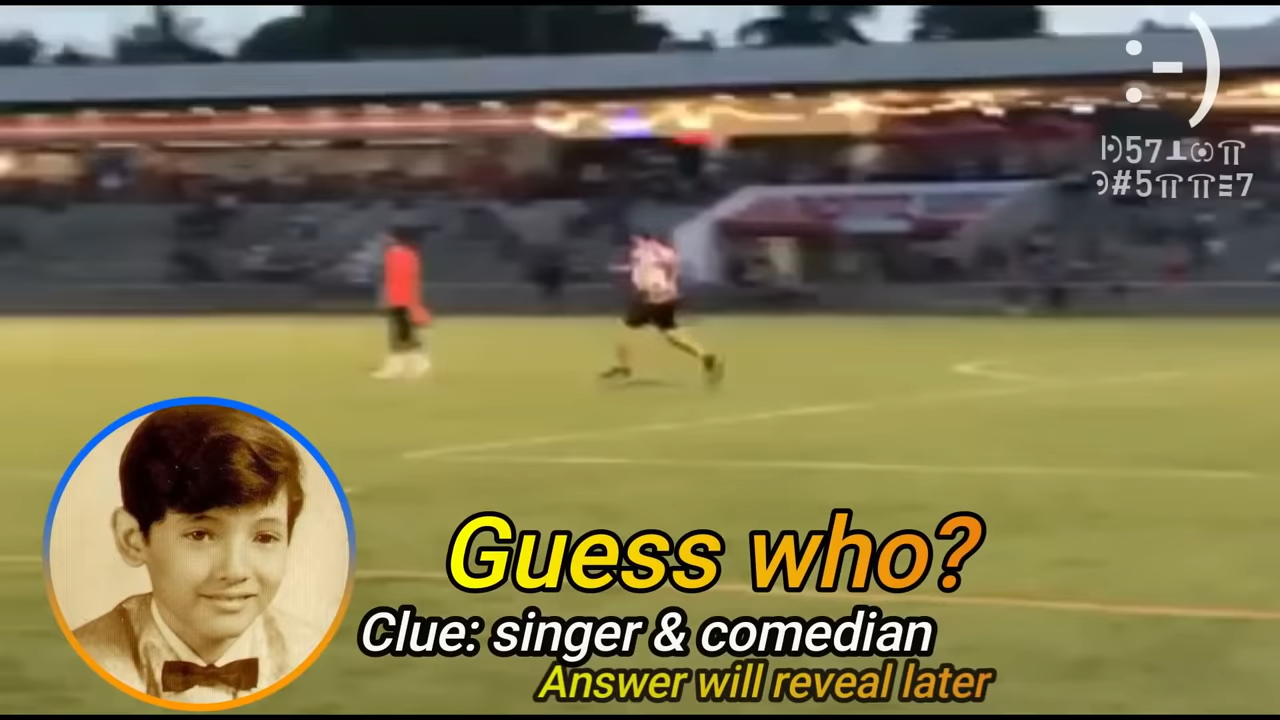 :-)
Guess who?
Clue: singer & comedian
Answer will reveal later